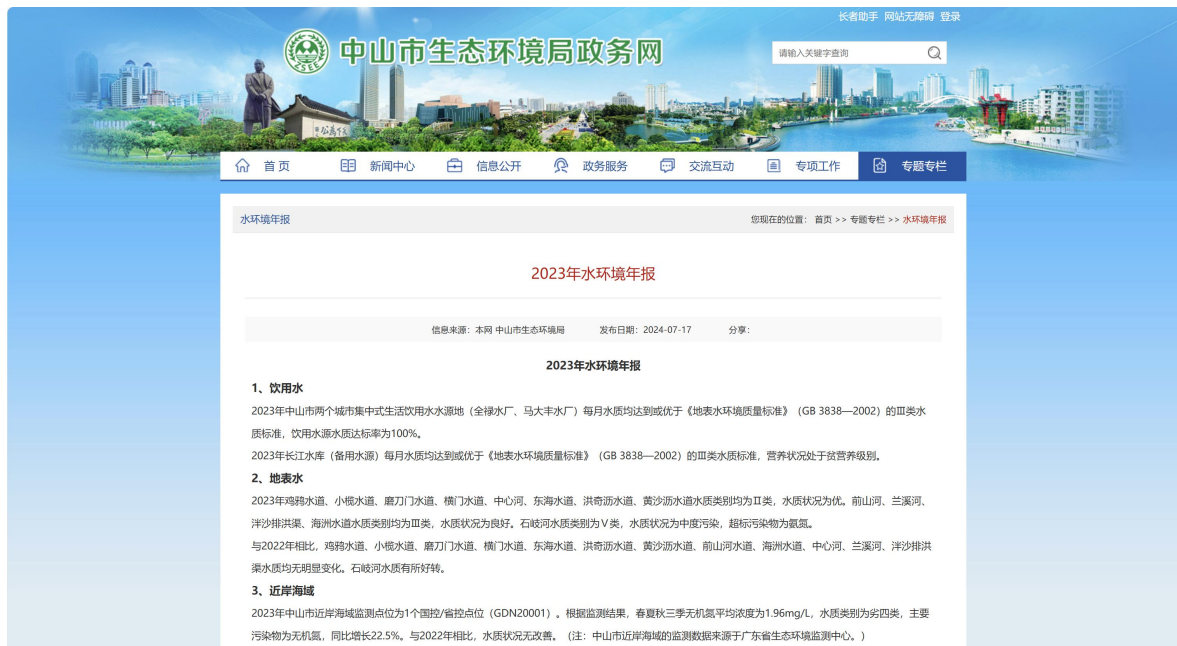 长者助手 网站无障碍 登录
中山市生态环境局政务网
ZSEE
请输入关键字查询
天下為公
首 页 新闻中心 信息公开 政务服务 交流互动 专项工作 专题专栏
水环境年报 您现在的位置： 首页 >> 专题专栏 >> 水环境年报
2023年水环境年报
信息来源：本网 中山市生态环境局 发布日期：2024-07-17 分享：
2023年水环境年报
1、饮用水
2023年中山市两个城市集中式生活饮用水水源地（全禄水厂、马大丰水厂）每月水质均达到或优于《地表水环境质量标准》（GB 3838—2002）的Ⅲ类水
质标准，饮用水源水质达标率为100%。
2023年长江水库（备用水源）每月水质均达到或优于《地表水环境质量标准》（GB 3838—2002）的Ⅲ类水质标准，营养状况处于贫营养级别。
2、地表水
2023年鸡鸦水道、小榄水道、磨刀门水道、横门水道、中心河、东海水道、洪奇沥水道、黄沙沥水道水质类别均为Ⅱ类，水质状况为优。前山河、兰溪河、
泮沙排洪渠、海洲水道水质类别均为Ⅲ类，水质状况为良好。石岐河水质类别为Ⅴ类，水质状况为中度污染，超标污染物为氨氮。
与2022年相比，鸡鸦水道、小榄水道、磨刀门水道、横门水道、东海水道、洪奇沥水道、黄沙沥水道、前山河水道、海洲水道、中心河、兰溪河、泮沙排洪
渠水质均无明显变化。石岐河水质有所好转。
3、近岸海域
2023年中山市近岸海域监测点位为1个国控/省控点位（GDN20001）。根据监测结果，春夏秋三季无机氮平均浓度为1.96mg/L，水质类别为劣四类，主要
污染物为无机氮，同比增长22.5%。与2022年相比，水质状况无改善。（注：中山市近岸海域的监测数据来源于广东省生态环境监测中心。）